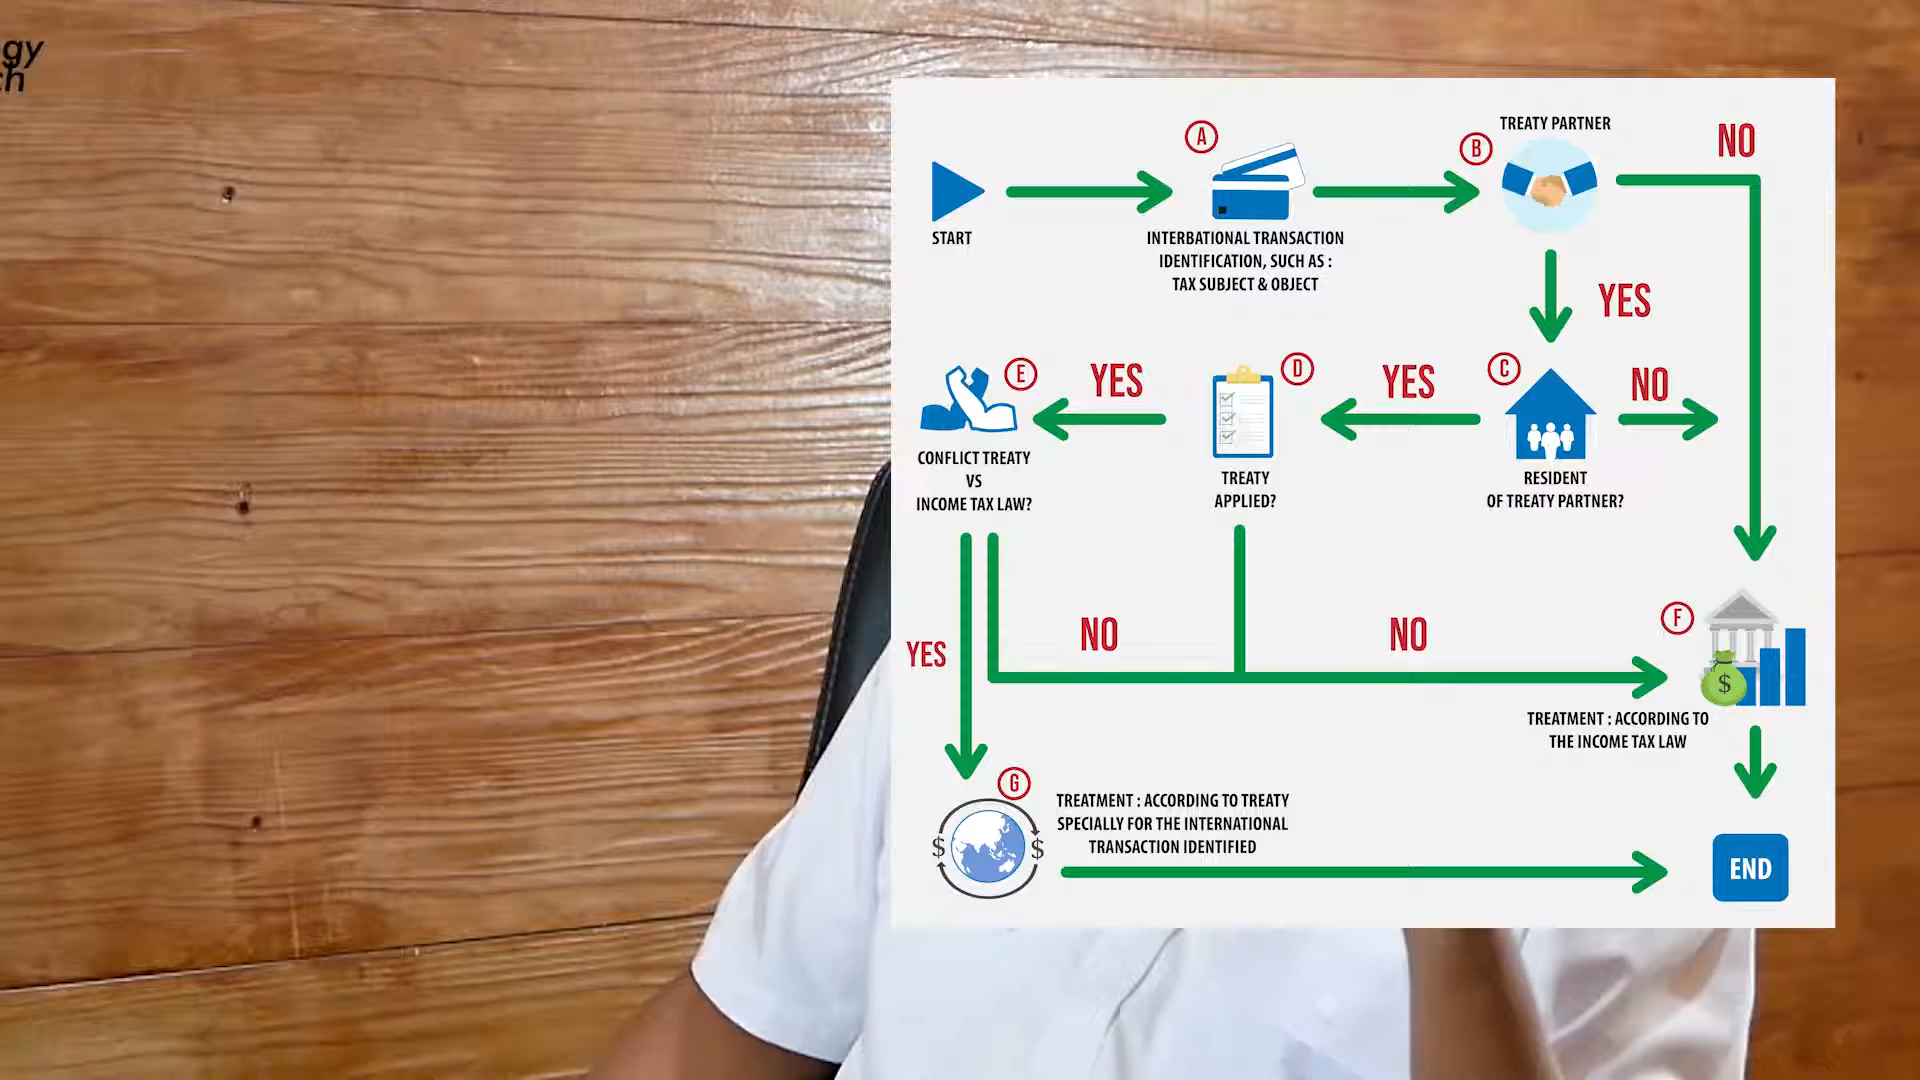 gy
ch
TREATY PARTNER
NO
A
B
START
INTERBATIONAL TRANSACTION
IDENTIFICATION, SUCH AS :
TAX SUBJECT & OBJECT
YES
E
YES
D
YES
C
NO
CONFLICT TREATY
VS
INCOME TAX LAW?
TREATY
APPLIED?
RESIDENT
OF TREATY PARTNER?
YES
NO
NO
F
$
TREATMENT : ACCORDING TO
THE INCOME TAX LAW
G
$
$
TREATMENT : ACCORDING TO TREATY
SPECIALLY FOR THE INTERNATIONAL
TRANSACTION IDENTIFIED
END